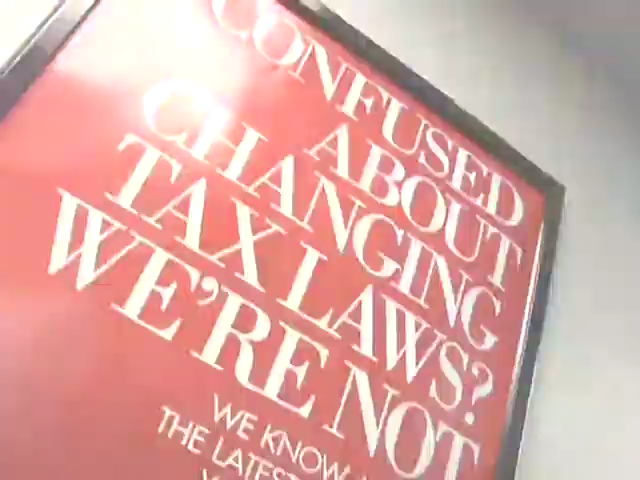 CONFUSED
ABOUT
CHANGING
TAX LAWS?
WE'RE NOT
WE KNOW
THE LATEST